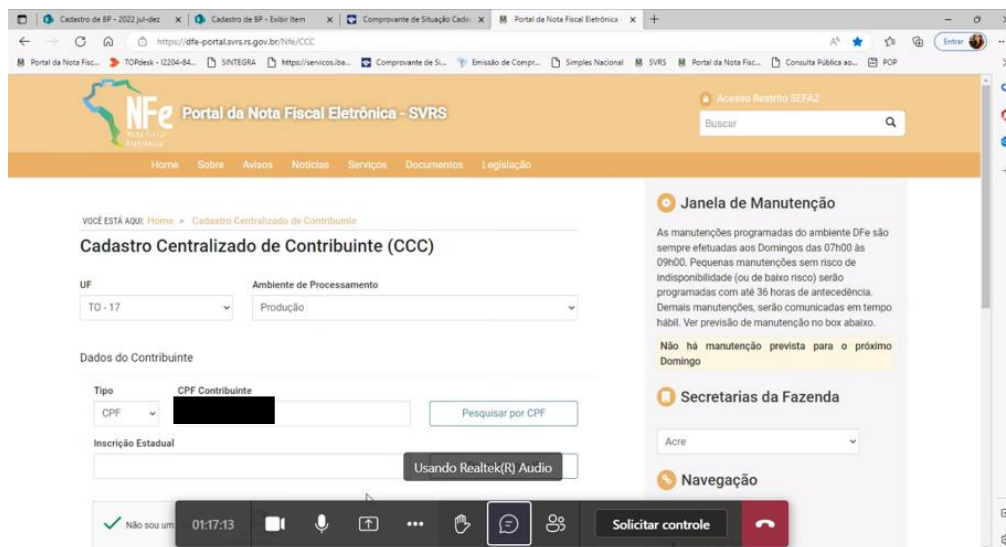 Cadastro de BP - 2022 jul-dez
Cadastro de BP - Exibir Item
Comprovante de Situação Cada
Portal da Nota Fiscal Eletrônica -
https://dfe-portal.svrs.rs.gov.br/Nfe/CCC
Entrar
Portal da Nota Fisc...
TOPdesk - I2204-84...
SINTEGRA
https://servicos.iba...
Comprovante de Si...
Emissão de Compr...
Simples Nacional
SVRS
Portal da Nota Fisc...
Consulta Pública ao...
POP
NFe
Nota Fiscal
Eletrônica
Portal da Nota Fiscal Eletrônica - SVRS
Acesso Restrito SEFAZ
Buscar
Home Sobre Avisos Notícias Serviços Documentos Legislação
VOCÊ ESTÁ AQUI: Home > Cadastro Centralizado de Contribuinte
Cadastro Centralizado de Contribuinte (CCC)
UF
Ambiente de Processamento
TO - 17
Produção
Dados do Contribuinte
Tipo
CPF Contribuinte
CPF
Pesquisar por CPF
Inscrição Estadual
Usando Realtek(R) Audio
Não sou um
01:17:13
Solicitar controle
Janela de Manutenção
As manutenções programadas do ambiente DFe são
sempre efetuadas aos Domingos das 07h00 às
09h00. Pequenas manutenções sem risco de
indisponibilidade (ou de baixo risco) serão
programadas com até 36 horas de antecedência.
Demais manutenções, serão comunicadas em tempo
hábil. Ver previsão de manutenção no box abaixo.
Não há manutenção prevista para o próximo
Domingo
Secretarias da Fazenda
Acre
Navegação